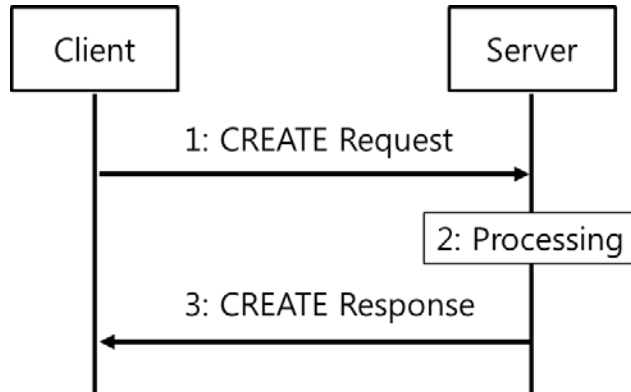 Client
Server
1: CREATE Request
2: Processing
3: CREATE Response